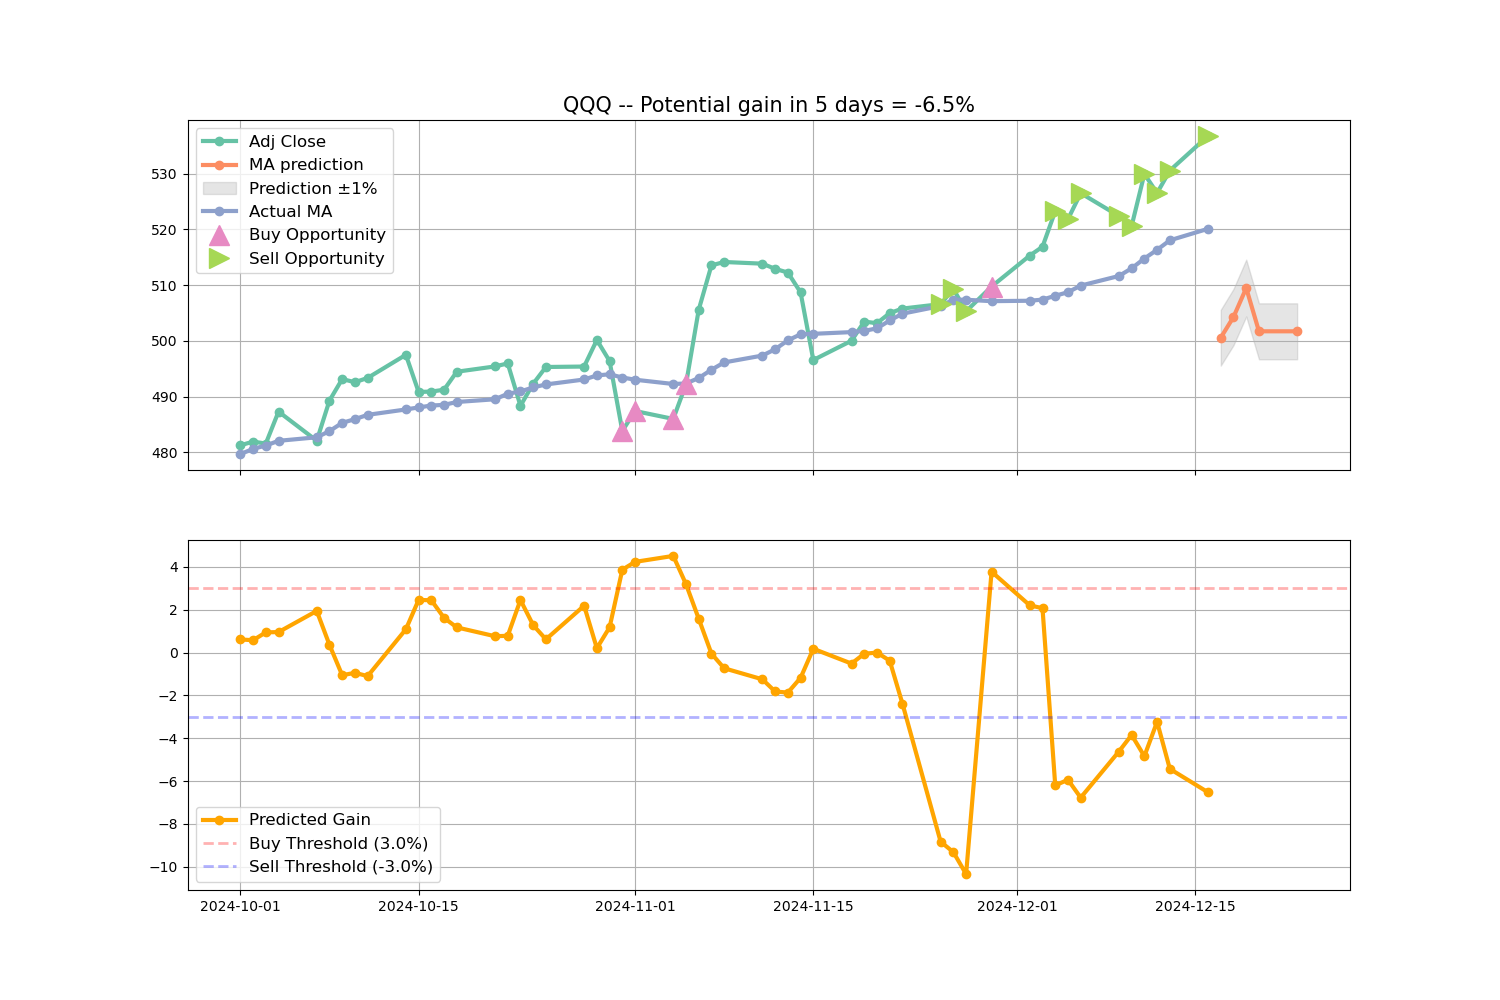 QQQ -- Potential gain in 5 days = -6.5%
Adj Close
MA prediction
Prediction ±1%
Actual MA
Buy Opportunity
Sell Opportunity
530
520
510
500
490
480
4
2
0
−2
−4
−6
−8
−10
Predicted Gain
Buy Threshold (3.0%)
Sell Threshold (-3.0%)
2024-10-01 2024-10-15 2024-11-01 2024-11-15 2024-12-01 2024-12-15